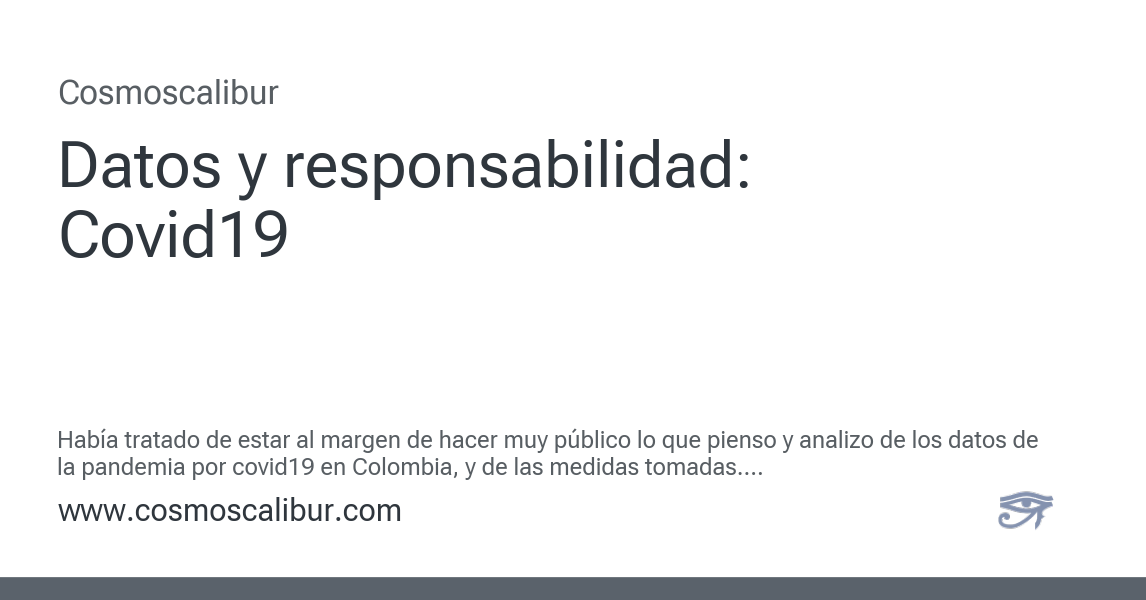 Cosmoscalibur
Datos y responsabilidad:
Covid19
Había tratado de estar al margen de hacer muy público lo que pienso y analizo de los datos de
la pandemia por covid19 en Colombia, y de las medidas tomadas....
www.cosmoscalibur.com